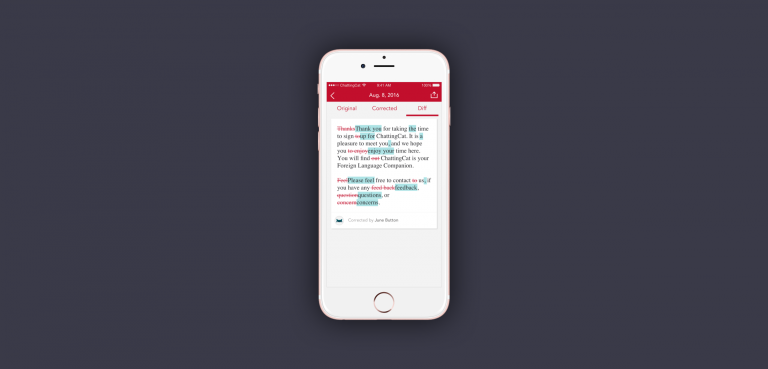 ChattingCat 9:41 AM 100%
Aug. 8, 2016
Original Corrected Diff
ThanksThank you for taking the time
to sign toup for ChattingCat. It is a
pleasure to meet you, and we hope
you to enjoyenjoy your time here.
You will find out ChattingCat is your
Foreign Language Companion.
FeelPlease feel free to contact to us, if
you have any feed backfeedback,
questionquestions, or
concernconcerns.
Corrected by Jane Button